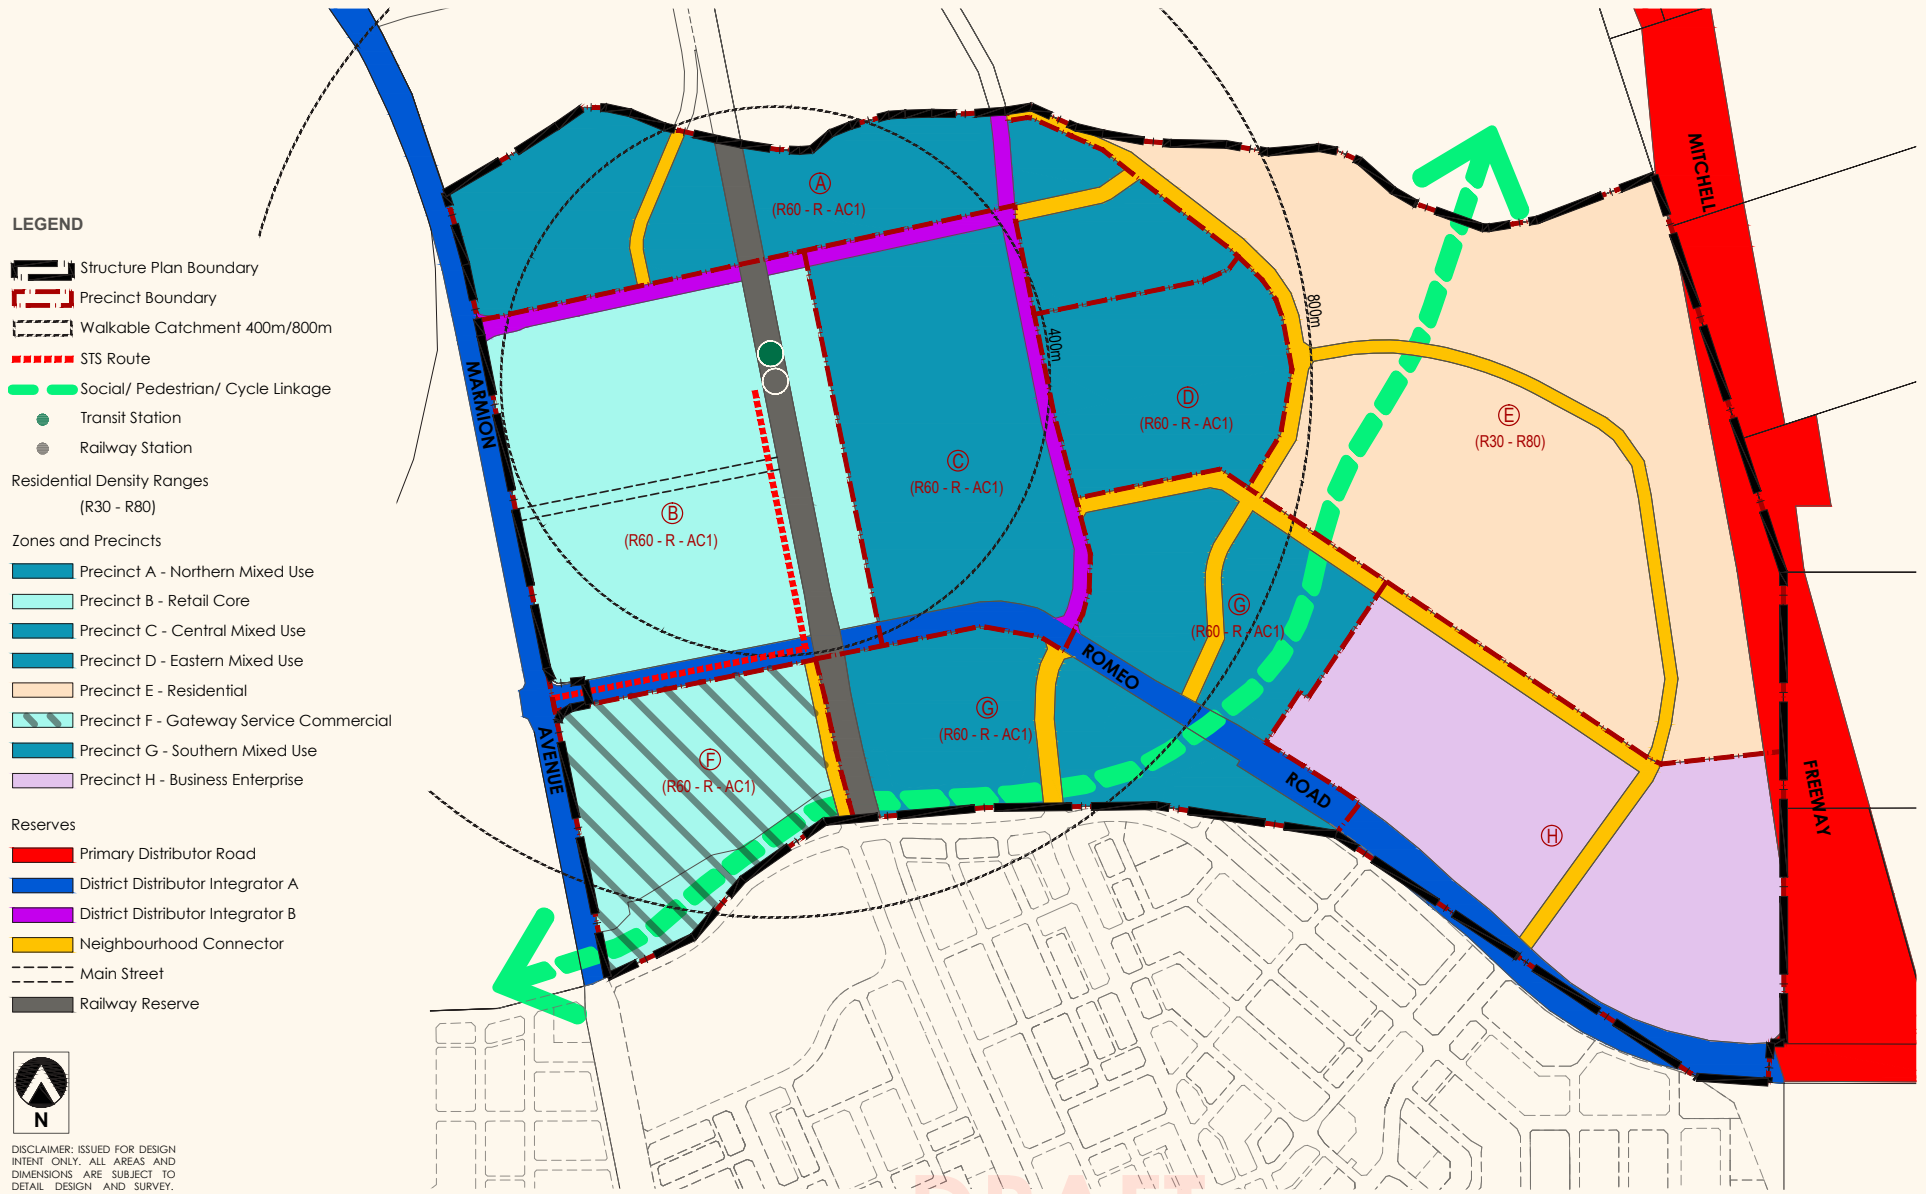 LEGEND
Structure Plan Boundary
Precinct Boundary
Walkable Catchment 400m/800m
STS Route
Social/ Pedestrian/ Cycle Linkage
Transit Station
Railway Station
Residential Density Ranges
(R30 - R80)
Zones and Precincts
Precinct A - Northern Mixed Use
Precinct B - Retail Core
Precinct C - Central Mixed Use
Precinct D - Eastern Mixed Use
Precinct E - Residential
Precinct F - Gateway Service Commercial
Precinct G - Southern Mixed Use
Precinct H - Business Enterprise
Reserves
Primary Distributor Road
District Distributor Integrator A
District Distributor Integrator B
Neighbourhood Connector
Main Street
Railway Reserve
N
DISCLAIMER: ISSUED FOR DESIGN
INTENT ONLY. ALL AREAS AND
DIMENSIONS ARE SUBJECT TO
DETAIL DESIGN AND SURVEY.
MITCHELL
A
(R60 - R - AC1)
800m
400m
MARMION
D
(R60 - R - AC1)
E
(R30 - R80)
C
(R60 - R - AC1)
B
(R60 - R - AC1)
G
(R60 - R - AC1)
ROMEO
G
(R60 - R - AC1)
AVENUE
F
(R60 - R - AC1)
ROAD
FREEWAY
H
DRAFT